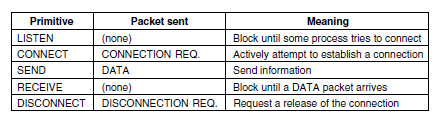 Primitive Packet sent Meaning
LISTEN (none) Block until some process tries to connect
CONNECT CONNECTION REQ. Actively attempt to establish a connection
SEND DATA Send information
RECEIVE (none) Block until a DATA packet arrives
DISCONNECT DISCONNECTION REQ. Request a release of the connection